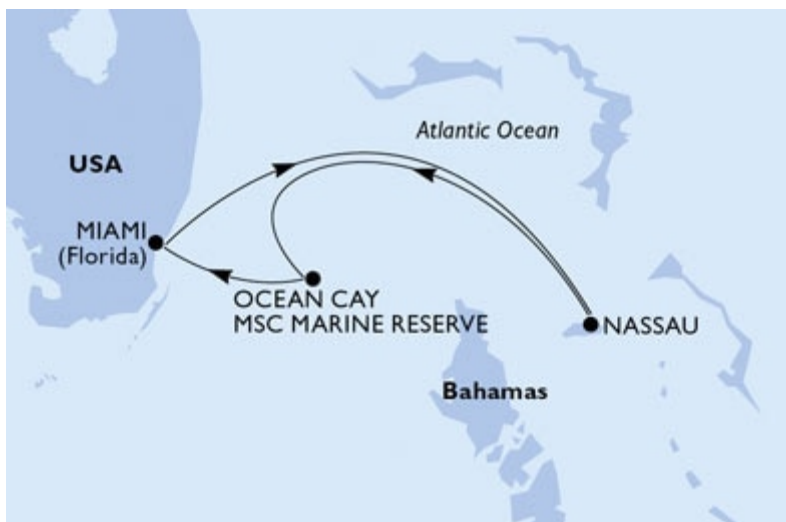 Atlantic Ocean
USA
MIAMI
(Florida)
OCEAN CAY
MSC MARINE RESERVE
NASSAU
Bahamas